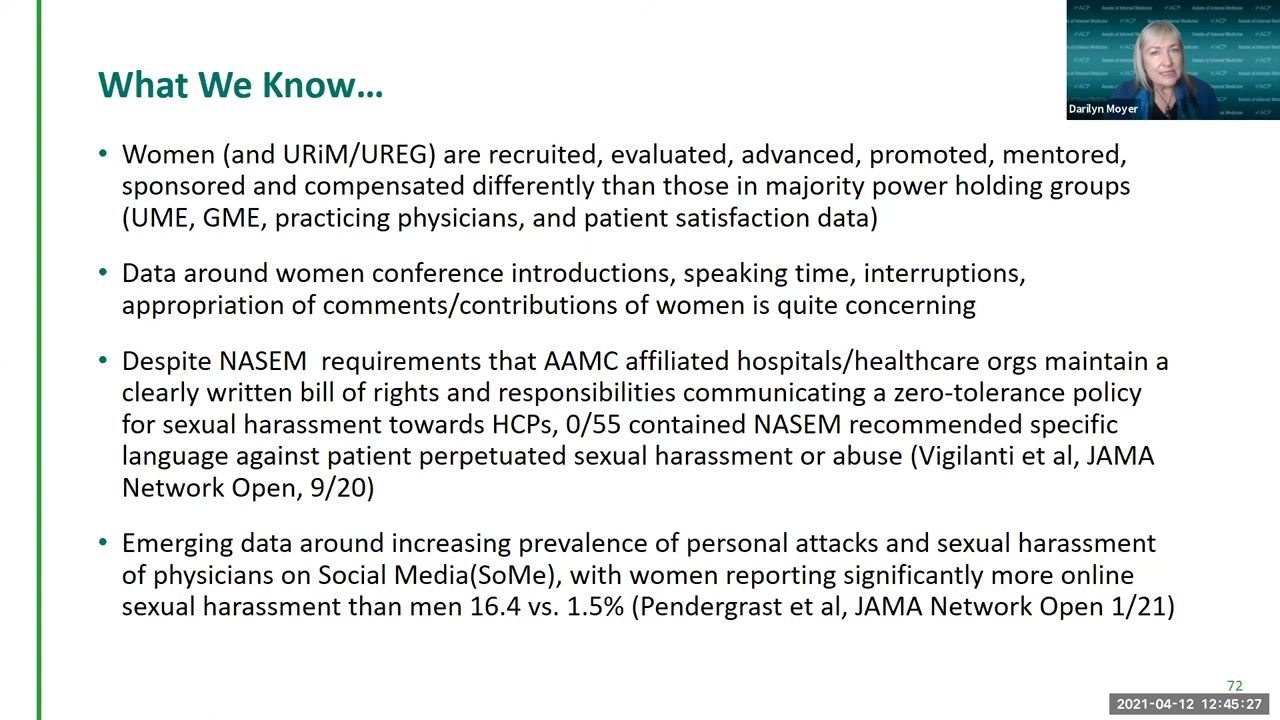 What We Know...
• Women (and URiM/UREG) are recruited, evaluated, advanced, promoted, mentored,
sponsored and compensated differently than those in majority power holding groups
(UME, GME, practicing physicians, and patient satisfaction data)
• Data around women conference introductions, speaking time, interruptions,
appropriation of comments/contributions of women is quite concerning
• Despite NASEM  requirements that AAMC affiliated hospitals/healthcare orgs maintain a
clearly written bill of rights and responsibilities communicating a zero-tolerance policy
for sexual harassment towards HCPs, 0/55 contained NASEM recommended specific
language against patient perpetuated sexual harassment or abuse (Vigilanti et al, JAMA
Network Open, 9/20)
• Emerging data around increasing prevalence of personal attacks and sexual harassment
of physicians on Social Media(SoMe), with women reporting significantly more online
sexual harassment than men 16.4 vs. 1.5% (Pendergrast et al, JAMA Network Open 1/21)
ACP
Annals of Internal Medicine
Darilyn Moyer
72
2021-04-12 12:45:27